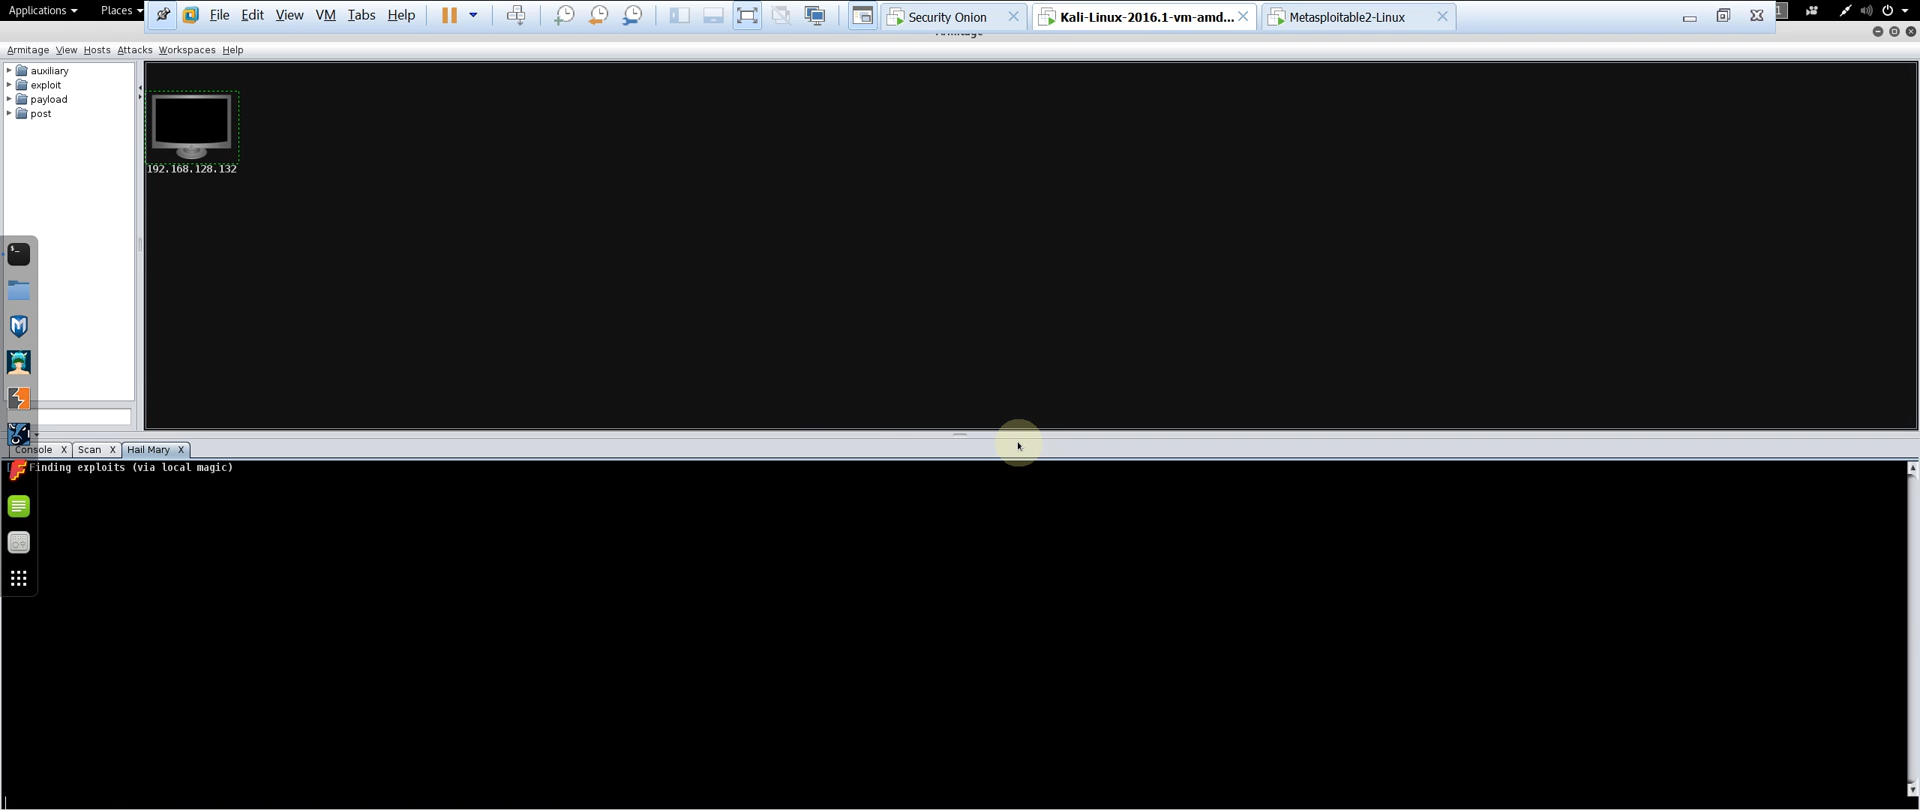 Applications Places File Edit View VM Tabs Help Security Onion Kali-Linux-2016.1-vm-amd... Metasploitable2-Linux 1
Armitage View Hosts Attacks Workspaces Help
auxiliary
exploit
payload
post
192.168.128.132
Console X Scan X Hail Mary X
Finding exploits (via local magic)